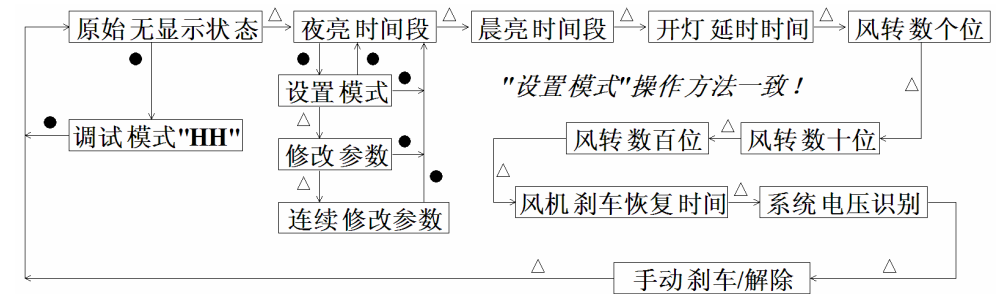 原始无显示状态
夜亮时间段
晨亮时间段
开灯延时时间
风转数个位
设置模式
"设置模式"操作方法一致！
调试模式"HH"
修改参数
风转数百位
风转数十位
连续修改参数
风机刹车恢复时间
系统电压识别
手动刹车/解除